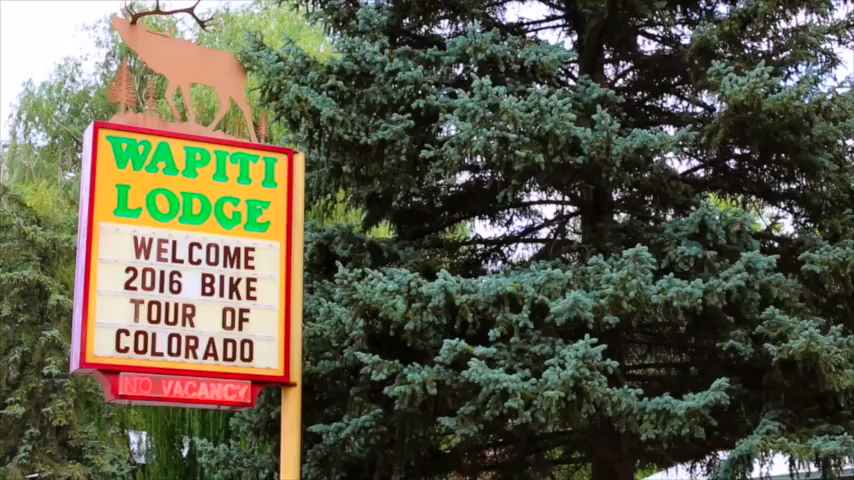 WAPITI
LODGE
WELCOME
2016 BIKE
TOUR OF
COLORADO
NO VACANCY